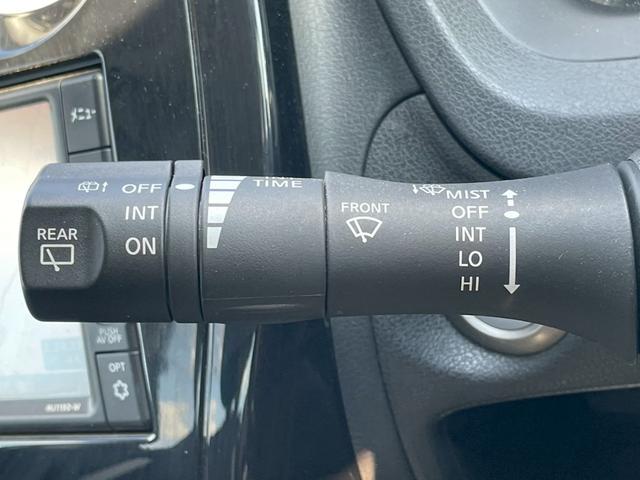 メニュー
OFF
INT
ON
REAR
TIME
FRONT
MIST
OFF
INT
LO
HI
PUSH
AV OFF
OPT